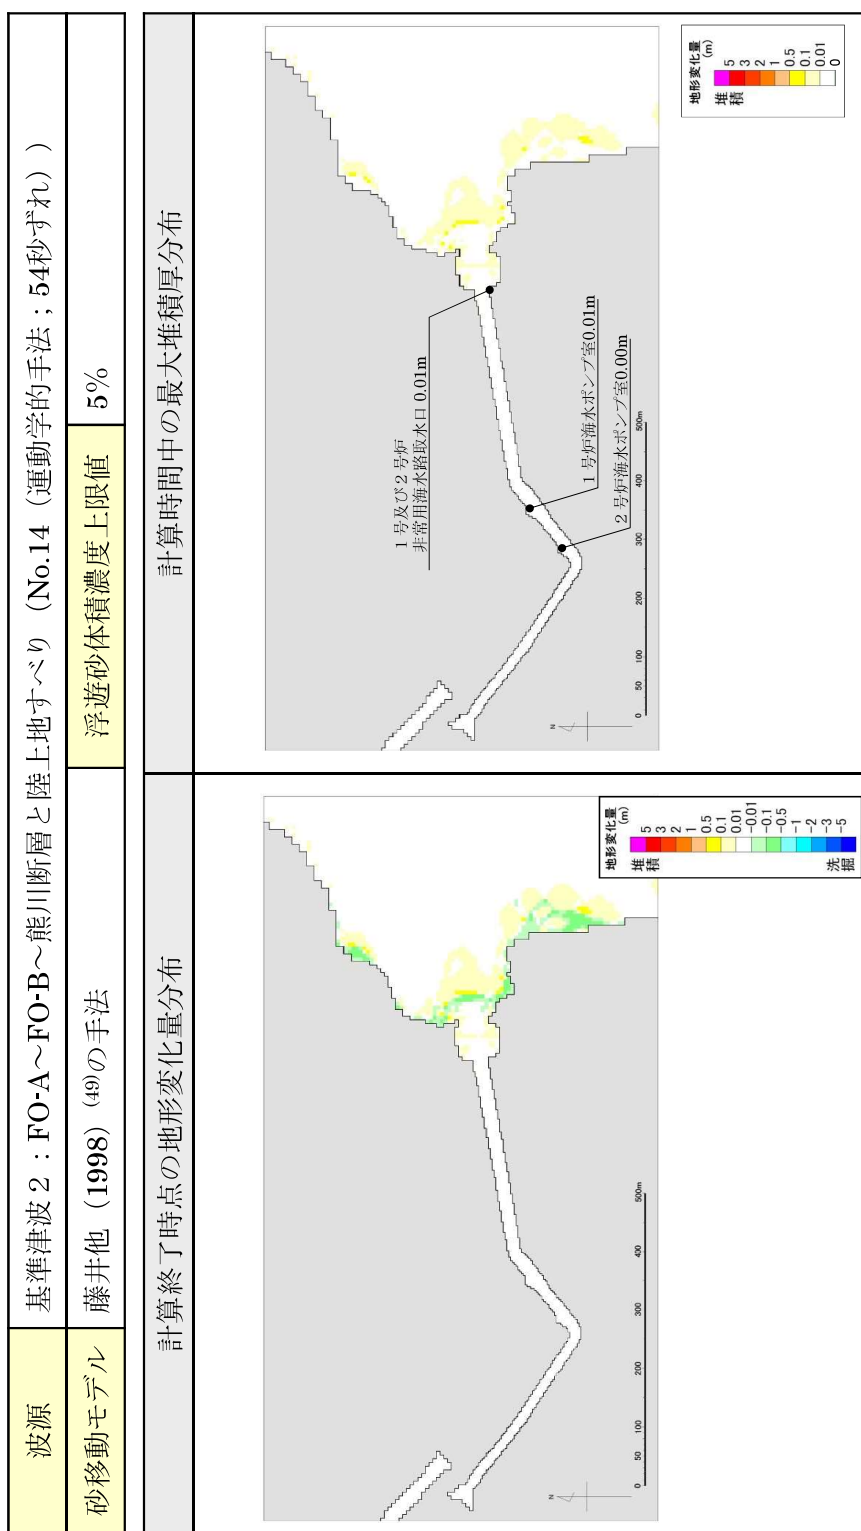 波源
基準津波２：FO-A～FO-B～熊川断層と陸上地すべり（No.14（運動学的手法；54秒ずれ））
砂移動モデル
藤井他（1998）(49)の手法
浮遊砂体積濃度上限値
5%
計算終了時点の地形変化量分布
計算時間中の最大堆積厚分布
N
0 50 100 200 300 400 500m
地形変化量
(m)
堆積
5
3
2
1
0.5
0.1
0.01
-0.01
-0.1
-0.5
-1
-2
-3
-5
洗掘
１号及び２号炉
非常用海水路取水口 0.01m
１号炉海水ポンプ室0.01m
２号炉海水ポンプ室0.00m
N
0 50 100 200 300 400 500m
地形変化量
(m)
堆積
5
3
2
1
0.5
0.1
0.01
0